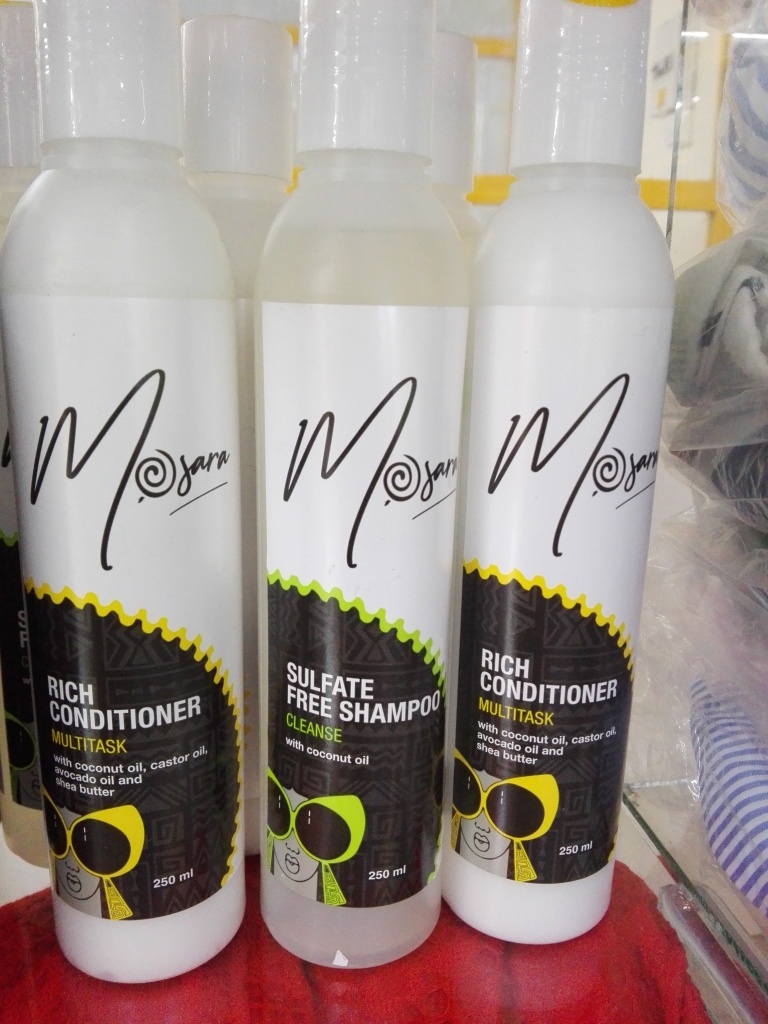 Mosara
RICH
CONDITIONER
MULTITASK
with coconut oil, castor oil,
avocado oil and
shea butter
250 ml
Mosara
SULFATE
FREE SHAMPOO
CLEANSE
with coconut oil
250 ml
Mosara
RICH
CONDITIONER
MULTITASK
with coconut oil, castor oil,
avocado oil and
shea butter
250 ml